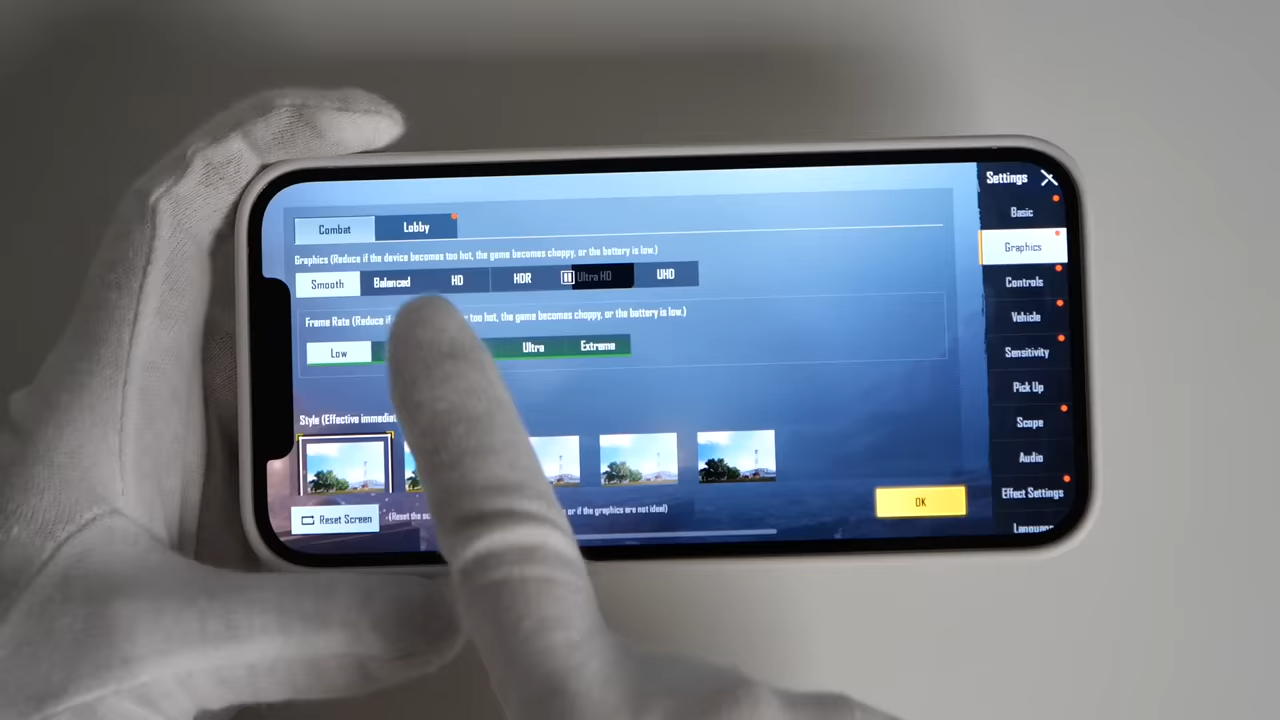 Settings
Combat
Lobby
Graphics (Reduce if the device becomes too hot, the game becomes choppy, or the battery is low.)
Smooth
Balanced
HD
HDR
Ultra HD
UHD
Frame Rate (Reduce if
too hot, the game becomes choppy, or the battery is low.)
Low
Ultra
Extreme
Style (Effective
Reset Screen
(Reset the
or if the graphics are not ideal)
OK
Basic
Graphics
Controls
Vehicle
Sensitivity
Pick Up
Scope
Audio
Effect Settings